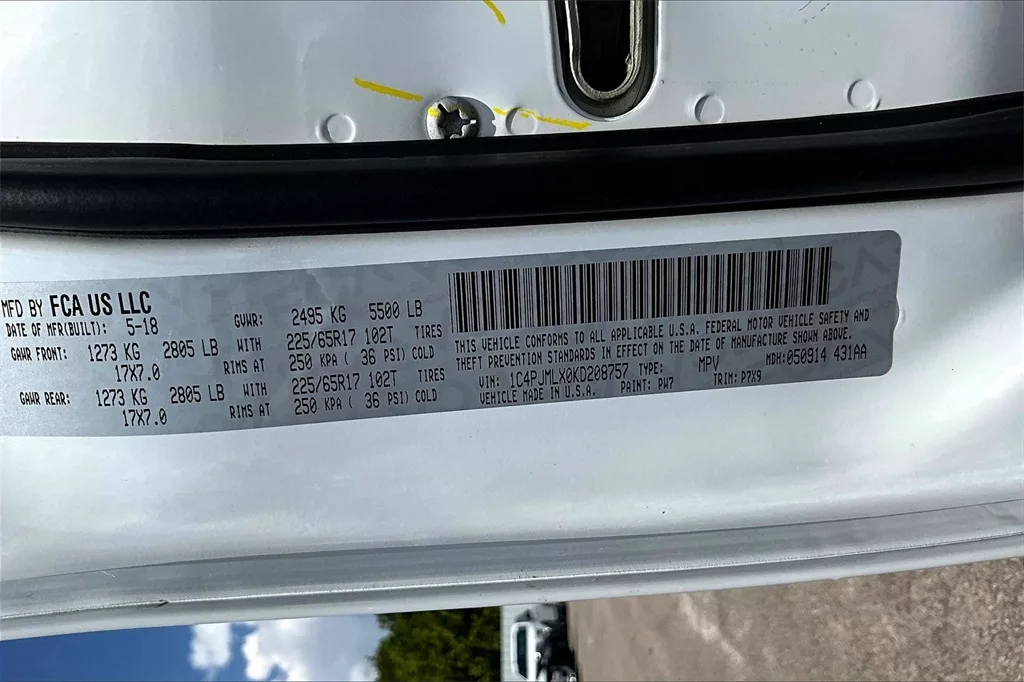 MFD BY FCA US LLC
DATE OF MFR(BUILT): 5-18 GVWR: 2495 KG 5500 LB
GAWR FRONT: 1273 KG 2805 LB WITH 225/65R17 102T TIRES
17X7.0 RIMS AT 250 KPA ( 36 PSI) COLD
GAWR REAR: 1273 KG 2805 LB WITH 225/65R17 102T TIRES
17X7.0 RIMS AT 250 KPA ( 36 PSI) COLD
THIS VEHICLE CONFORMS TO ALL APPLICABLE U.S.A. FEDERAL MOTOR VEHICLE SAFETY AND
THEFT PREVENTION STANDARDS IN EFFECT ON THE DATE OF MANUFACTURE SHOWN ABOVE.
VIN: 1C4PJMLX0KD208757 TYPE: MPV MDH:050914 431AA
VEHICLE MADE IN U.S.A. PAINT: PW7 TRIM: P7X9